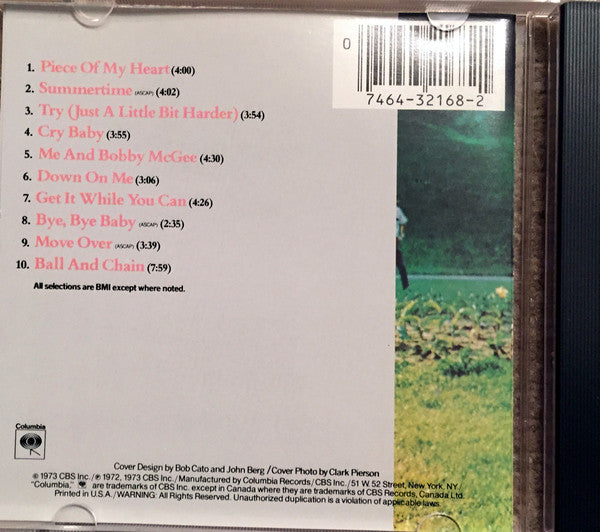 0
7464-32168-2
1. Piece Of My Heart (4:00)
2. Summertime (ASCAP) (4:02)
3. Try (Just A Little Bit Harder) (3:54)
4. Cry Baby (3:55)
5. Me And Bobby McGee (4:30)
6. Down On Me (3:06)
7. Get It While You Can (4:26)
8. Bye, Bye Baby (ASCAP) (2:35)
9. Move Over (ASCAP) (3:39)
10. Ball And Chain (7:59)
All selections are BMI except where noted.
Columbia
Cover Design by Bob Cato and John Berg/Cover Photo by Clark Pierson
© 1973 CBS Inc./℗ 1972, 1973 CBS Inc./Manufactured by Columbia Records/CBS Inc./51 W. 52 Street, New York, NY/
"Columbia," are trademarks of CBS Inc. except in Canada where they are trademarks of CBS Records, Canada Ltd.
Printed in U.S.A./WARNING: All Rights Reserved. Unauthorized duplication is a violation of applicable laws.